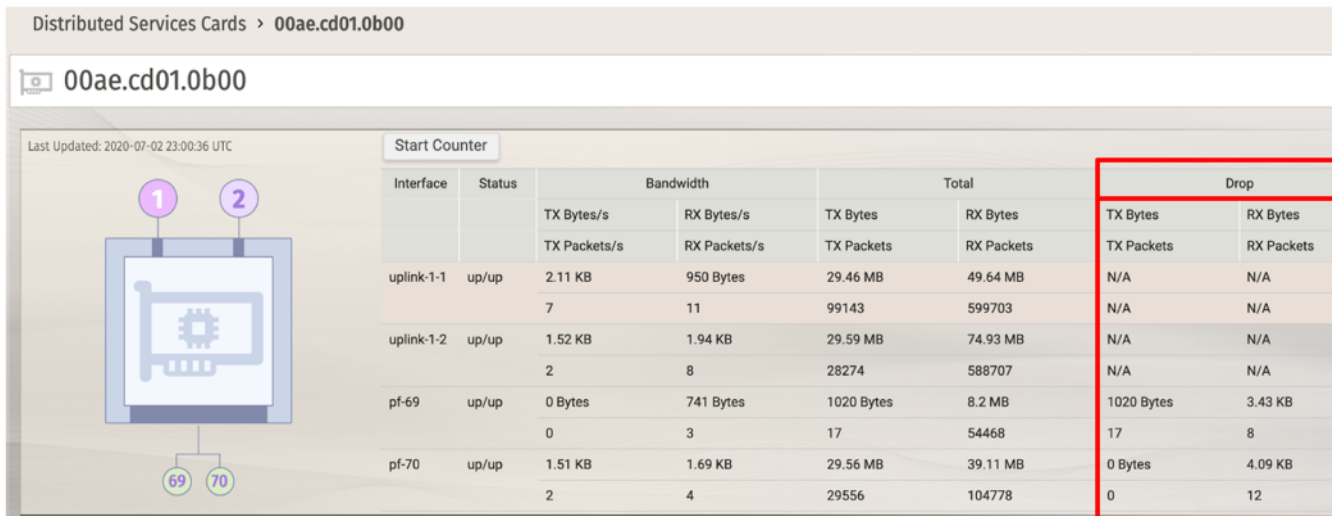 Distributed Services Cards > 00ae.cd01.0b00
00ae.cd01.0b00
Last Updated: 2020-07-02 23:00:36 UTC
Start Counter
1 2
69 70
Interface Status Bandwidth Total Drop
TX Bytes/s RX Bytes/s TX Bytes RX Bytes TX Bytes RX Bytes
TX Packets/s RX Packets/s TX Packets RX Packets TX Packets RX Packets
uplink-1-1 up/up 2.11 KB 950 Bytes 29.46 MB 49.64 MB N/A N/A
7 11 99143 599703 N/A N/A
uplink-1-2 up/up 1.52 KB 1.94 KB 29.59 MB 74.93 MB N/A N/A
2 8 28274 588707 N/A N/A
pf-69 up/up 0 Bytes 741 Bytes 1020 Bytes 8.2 MB 1020 Bytes 3.43 KB
0 3 17 54468 17 8
pf-70 up/up 1.51 KB 1.69 KB 29.56 MB 39.11 MB 0 Bytes 4.09 KB
2 4 29556 104778 0 12